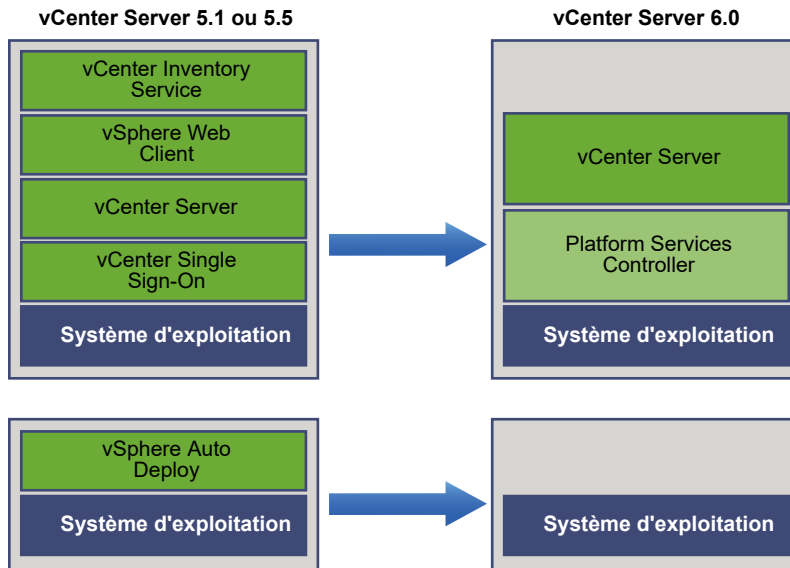 vCenter Server 5.1 ou 5.5
vCenter Inventory
Service
vSphere Web
Client
vCenter Server
vCenter Single
Sign-On
Système d'exploitation
vCenter Server 6.0
vCenter Server
Platform Services
Controller
Système d'exploitation
vSphere Auto
Deploy
Système d'exploitation
Système d'exploitation